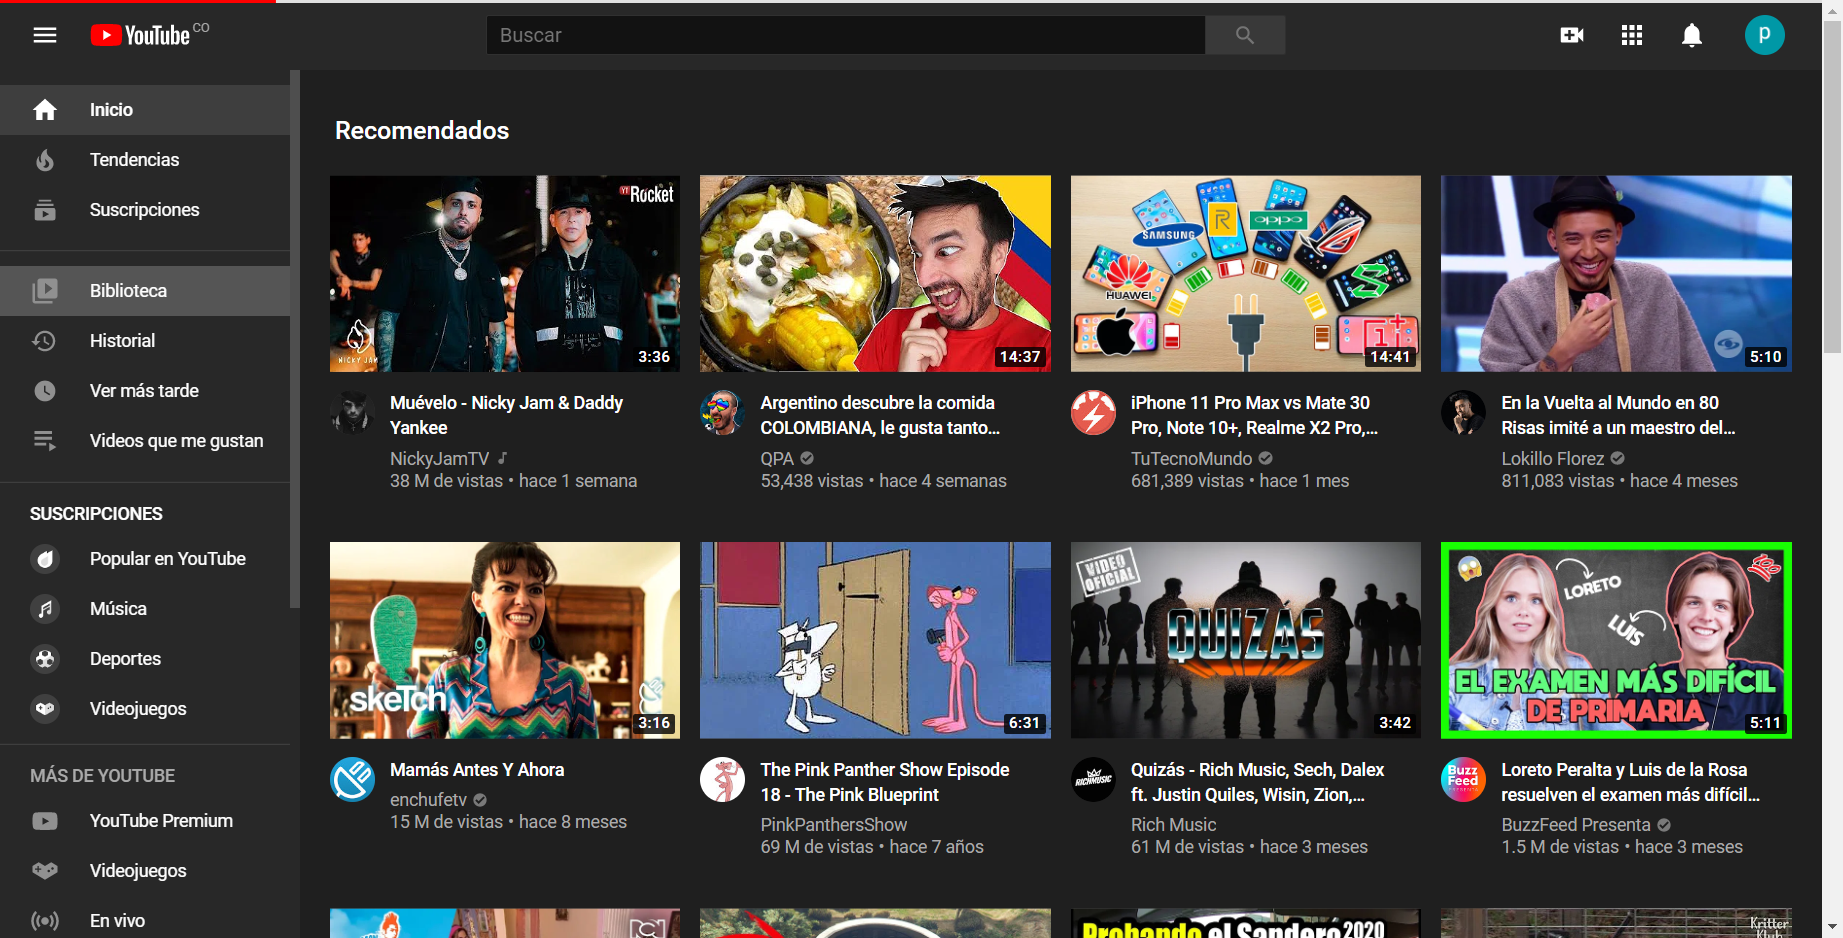 YouTube CO
Buscar
p
Inicio
Tendencias
Suscripciones
Biblioteca
Historial
Ver más tarde
Videos que me gustan
SUSCRIPCIONES
Popular en YouTube
Música
Deportes
Videojuegos
MÁS DE YOUTUBE
YouTube Premium
Videojuegos
En vivo
Recomendados
YT Rocket
NICKY JAM
3:36
Muévelo - Nicky Jam & Daddy
Yankee
NickyJamTV
38 M de vistas • hace 1 semana
14:37
Argentino descubre la comida
COLOMBIANA, le gusta tanto...
QPA
53,438 vistas • hace 4 semanas
SAMSUNG
R
oppo
HUAWEI
1+
14:41
iPhone 11 Pro Max vs Mate 30
Pro, Note 10+, Realme X2 Pro,...
TuTecnoMundo
681,389 vistas • hace 1 mes
5:10
En la Vuelta al Mundo en 80
Risas imité a un maestro del...
Lokillo Florez
811,083 vistas • hace 4 meses
skeTch
3:16
Mamás Antes Y Ahora
enchufetv
15 M de vistas • hace 8 meses
6:31
The Pink Panther Show Episode
18 - The Pink Blueprint
PinkPanthersShow
69 M de vistas • hace 7 años
VIDEO
OFICIAL
QUIZÁS
3:42
RICHMUSIC
Quizás - Rich Music, Sech, Dalex
ft. Justin Quiles, Wisin, Zion,...
Rich Music
61 M de vistas • hace 3 meses
LORETO
LUIS
EL EXAMEN MÁS DIFÍCIL
DE PRIMARIA
5:11
BuzzFeed
PRESENTA
Loreto Peralta y Luis de la Rosa
resuelven el examen más difícil...
BuzzFeed Presenta
1.5 M de vistas • hace 3 meses
RCN
Probando el Sandero 2020
Kritter
Klub